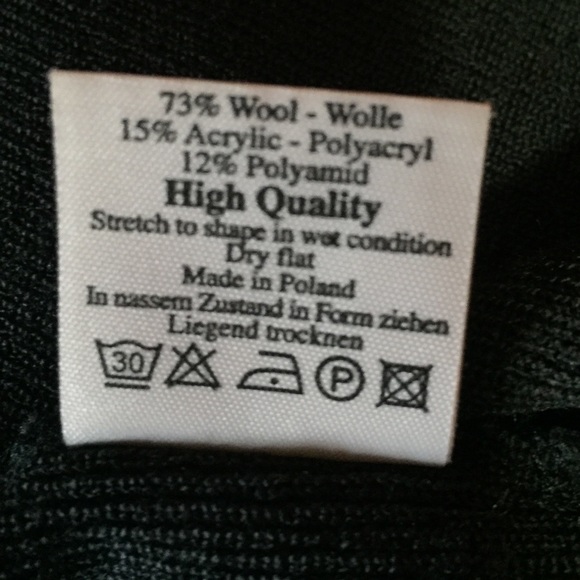 73% Wool - Wolle
15% Acrylic - Polyacryl
12% Polyamid
High Quality
Stretch to shape in wet condition
Dry flat
Made in Poland
In nassem Zustand in Form ziehen
Liegend trocknen
30 P